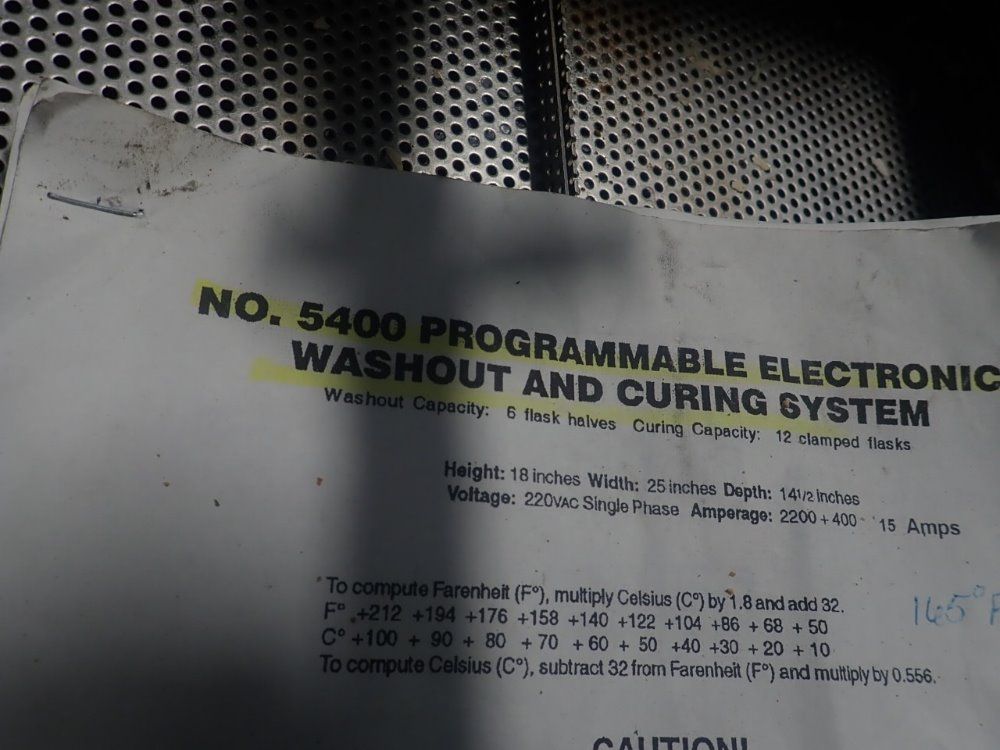 NO. 5400 PROGRAMMABLE ELECTRONIC
WASHOUT AND CURING SYSTEM
Washout Capacity: 6 flask halves Curing Capacity: 12 clamped flasks
Height: 18 inches Width: 25 inches Depth: 14 1/2 inches
Voltage: 220VAC Single Phase Amperage: 2200 + 400 - 15 Amps
To compute Farenheit (F°), multiply Celsius (C°) by 1.8 and add 32.
165° F
F° +212 +194 +176 +158 +140 +122 +104 +86 + 68 + 50
C° +100 + 90 + 80 + 70 + 60 + 50 +40 +30 + 20 + 10
To compute Celsius (C°), subtract 32 from Farenheit (F°) and multiply by 0.556.
CAUTION!